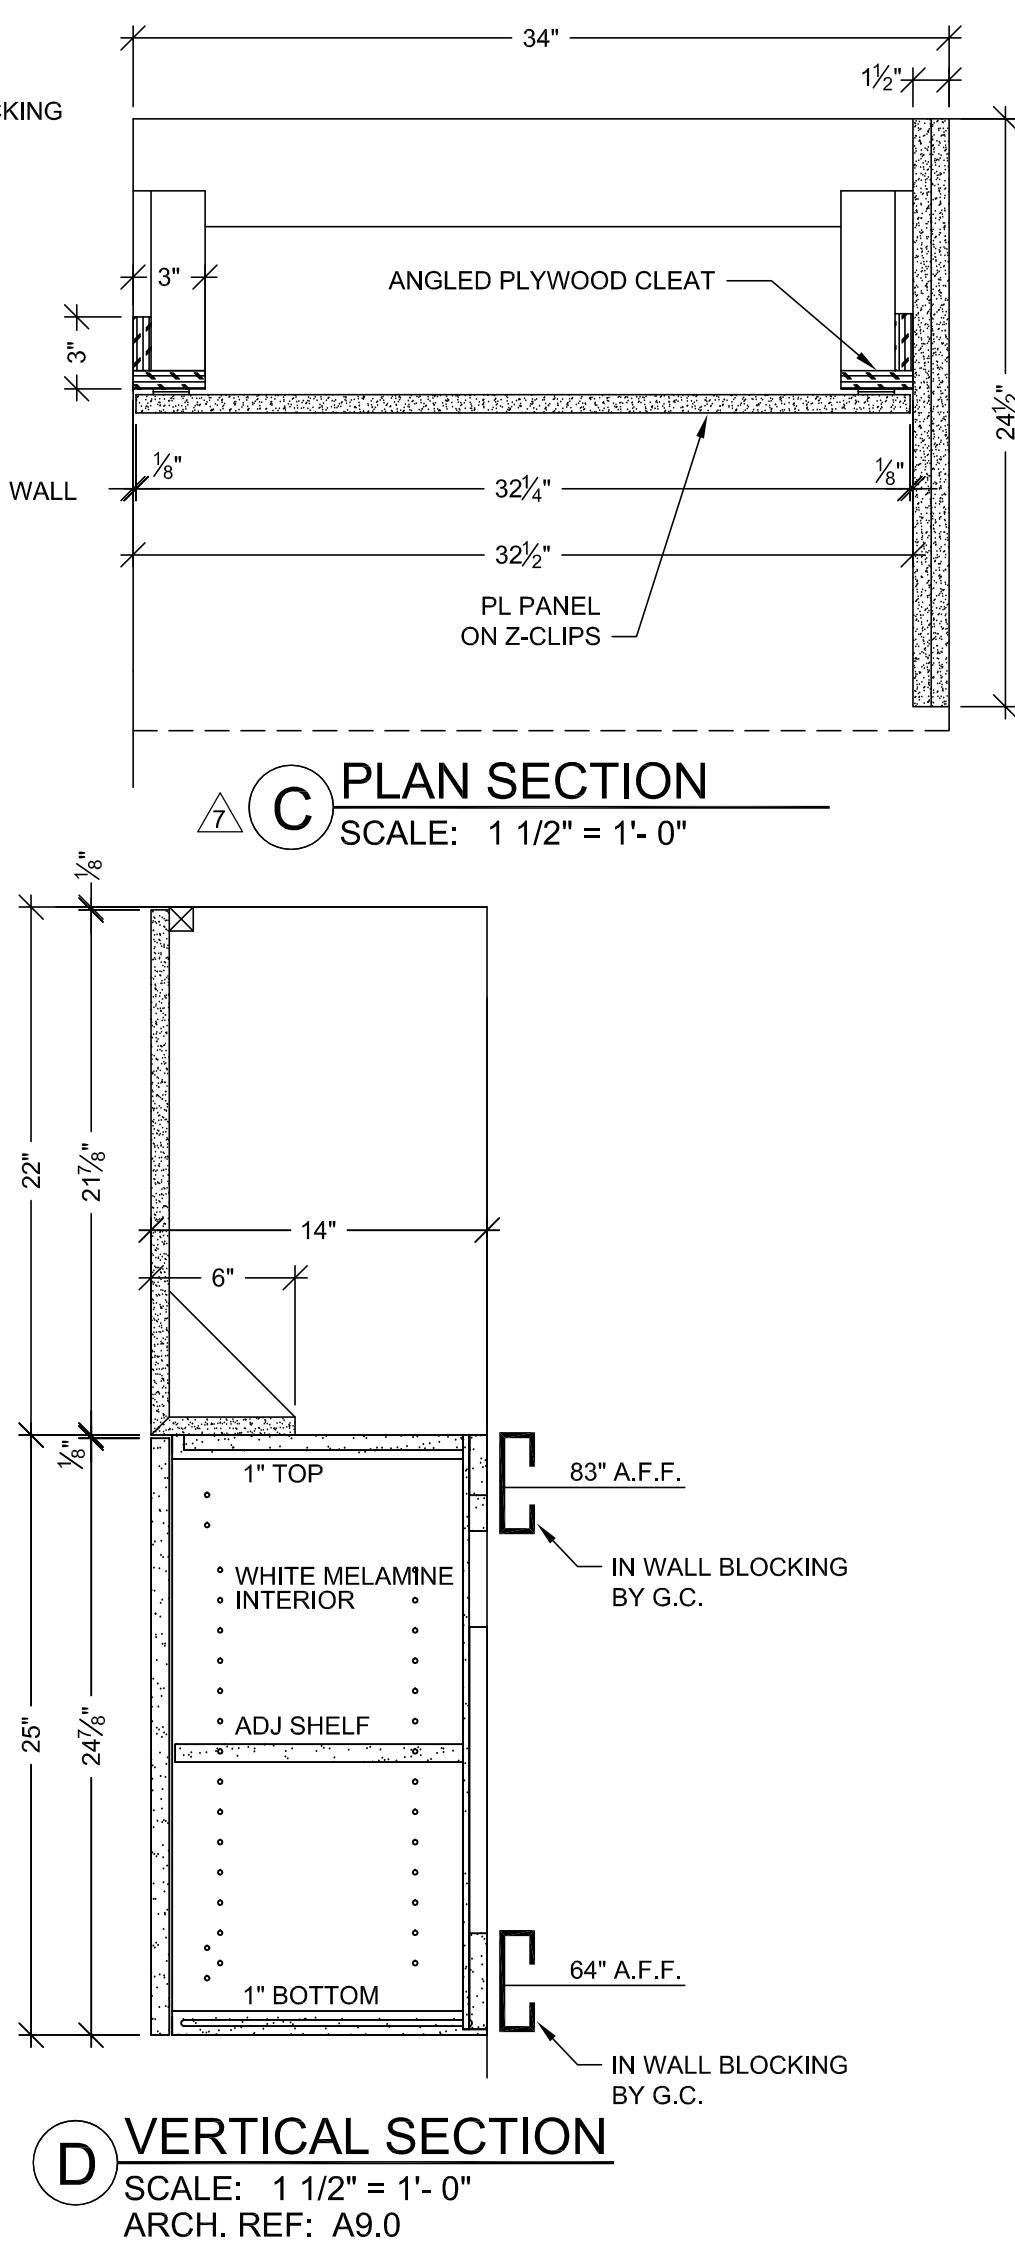 34"
1½"
CKING
3"
ANGLED PLYWOOD CLEAT
3"
24½"
⅛"
⅛"
WALL
32¼"
32½"
PL PANEL
ON Z-CLIPS
7
C
PLAN SECTION
SCALE: 1 1/2" = 1'- 0"
⅛"
22"
21⅞"
14"
6"
⅛"
1" TOP
83" A.F.F.
IN WALL BLOCKING
BY G.C.
WHITE MELAMINE
INTERIOR
25"
24⅞"
ADJ SHELF
64" A.F.F.
1" BOTTOM
IN WALL BLOCKING
BY G.C.
D
VERTICAL SECTION
SCALE: 1 1/2" = 1'- 0"
ARCH. REF: A9.0